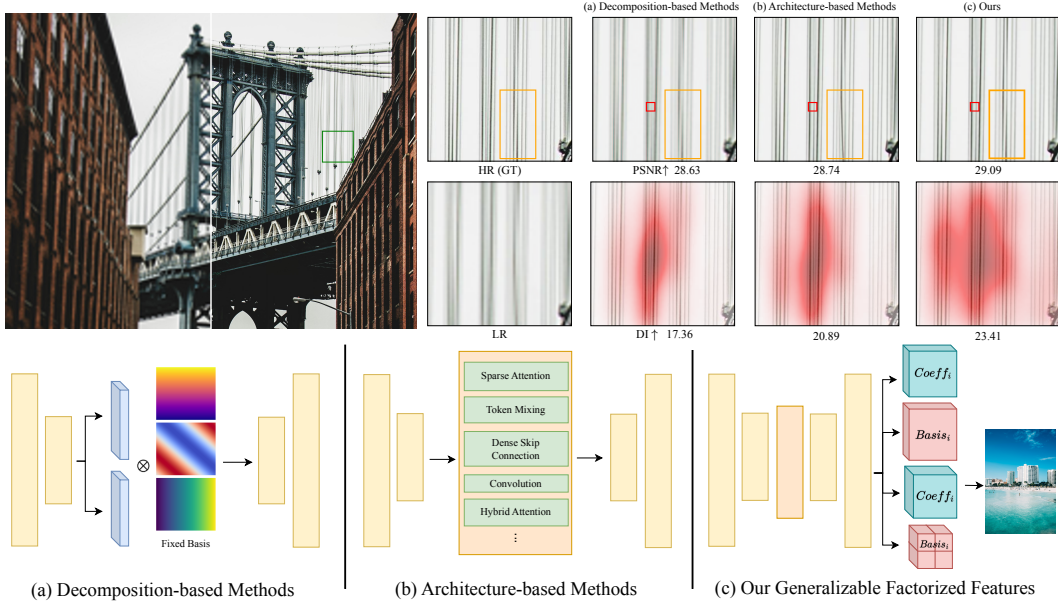 (a) Decomposition-based Methods
(b) Architecture-based Methods
(c) Ours
HR (GT)
PSNR↑ 28.63
28.74
29.09
LR
DI ↑ 17.36
20.89
23.41
Fixed Basis
Sparse Attention
Token Mixing
Dense Skip
Connection
Convolution
Hybrid Attention
⋮
Coeff_i
Basis_i
Coeff_i
Basis_i
(a) Decomposition-based Methods
(b) Architecture-based Methods
(c) Our Generalizable Factorized Features